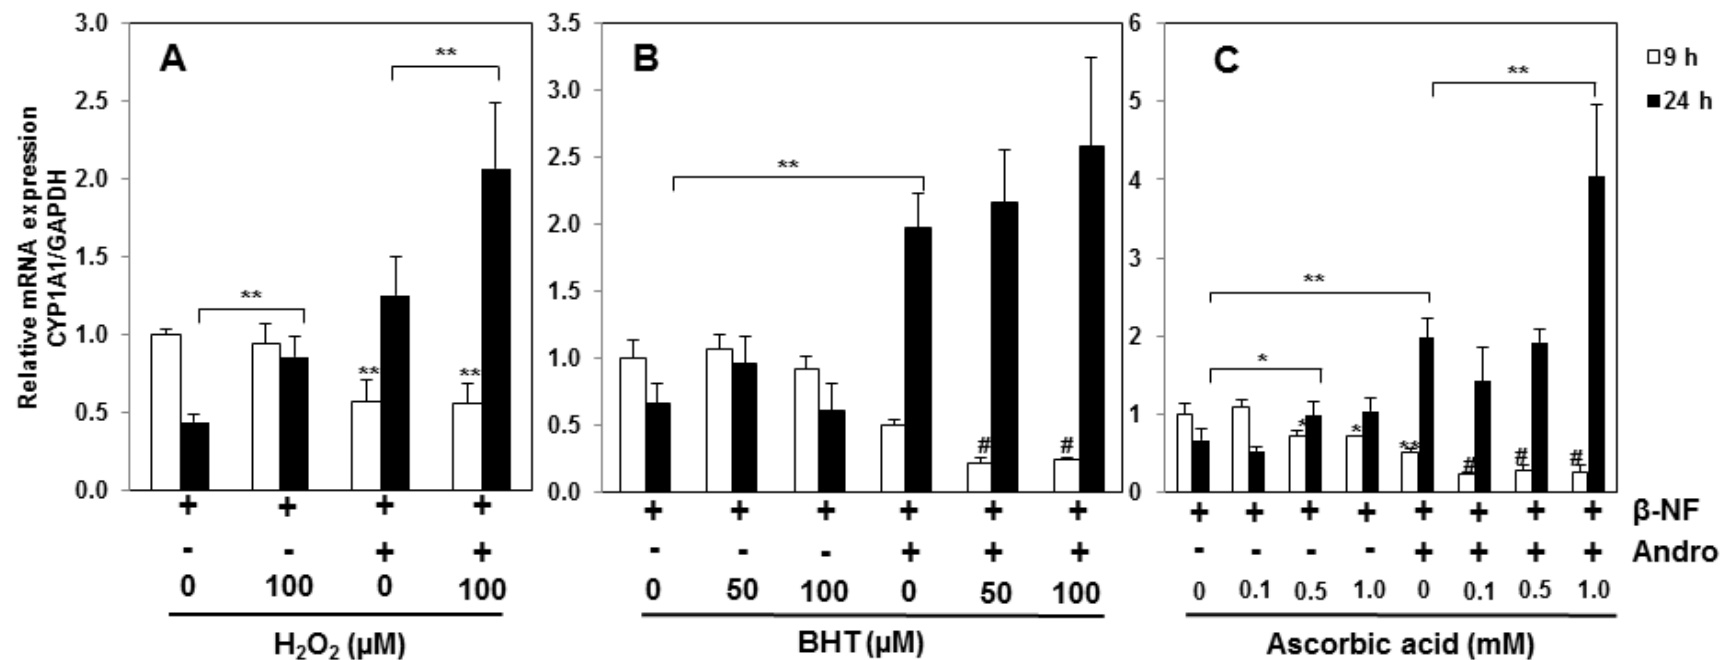 Relative mRNA expression
CYP1A1/GAPDH
A
3.0
2.5
2.0
1.5
1.0
0.5
0.0
**
**
**
**
+ + + +
- - + +
0 100 0 100
H₂O₂ (µM)
B
3.5
3.0
2.5
2.0
1.5
1.0
0.5
0.0
**
# #
+ + + + + +
- - - + + +
0 50 100 0 50 100
BHT (µM)
C
6
5
4
3
2
1
0
**
**
*
* * ** # # #
+ + + + + + + + β-NF
- - - - + + + + Andro
0 0.1 0.5 1.0 0 0.1 0.5 1.0
Ascorbic acid (mM)
9 h
24 h